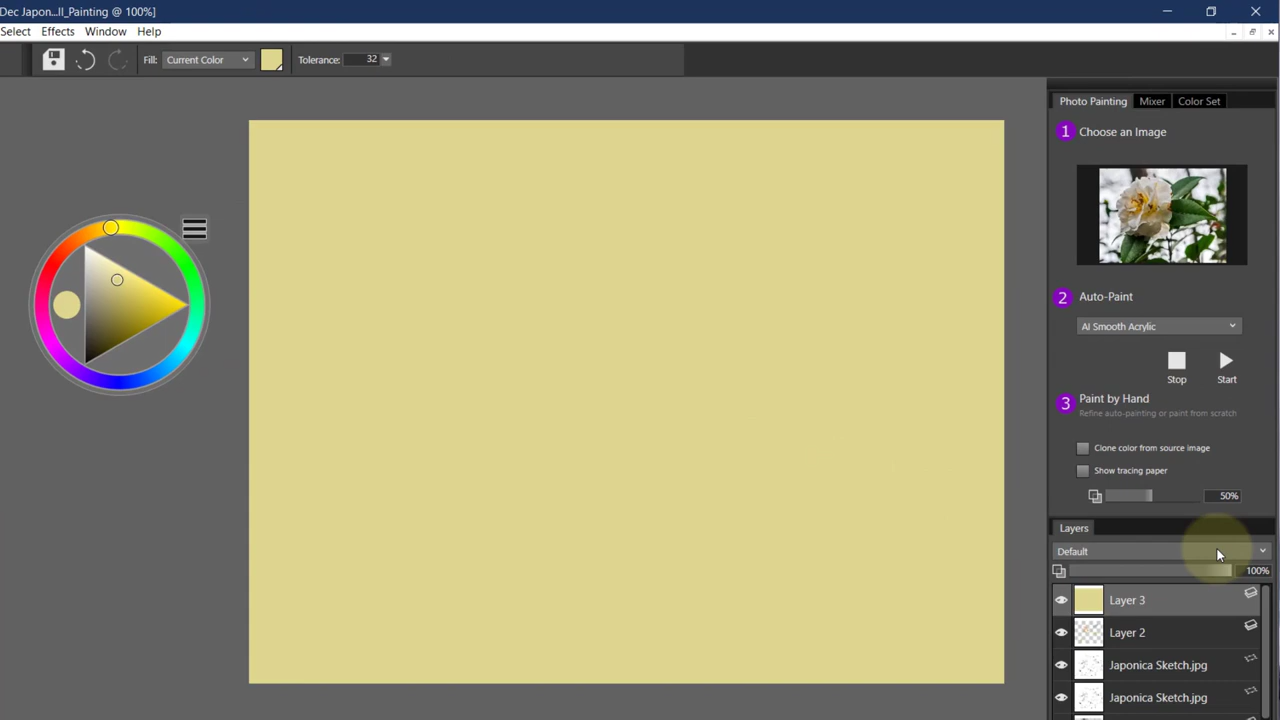 Dec Japon...ll_Painting @ 100%]
Select Effects Window Help
Fill: Current Color Tolerance: 32
Photo Painting Mixer Color Set
1 Choose an Image
2 Auto-Paint
AI Smooth Acrylic
Stop Start
3 Paint by Hand
Refine auto-painting or paint from scratch
Clone color from source image
Show tracing paper
50%
Layers
Default
100%
Layer 3
Layer 2
Japonica Sketch.jpg
Japonica Sketch.jpg